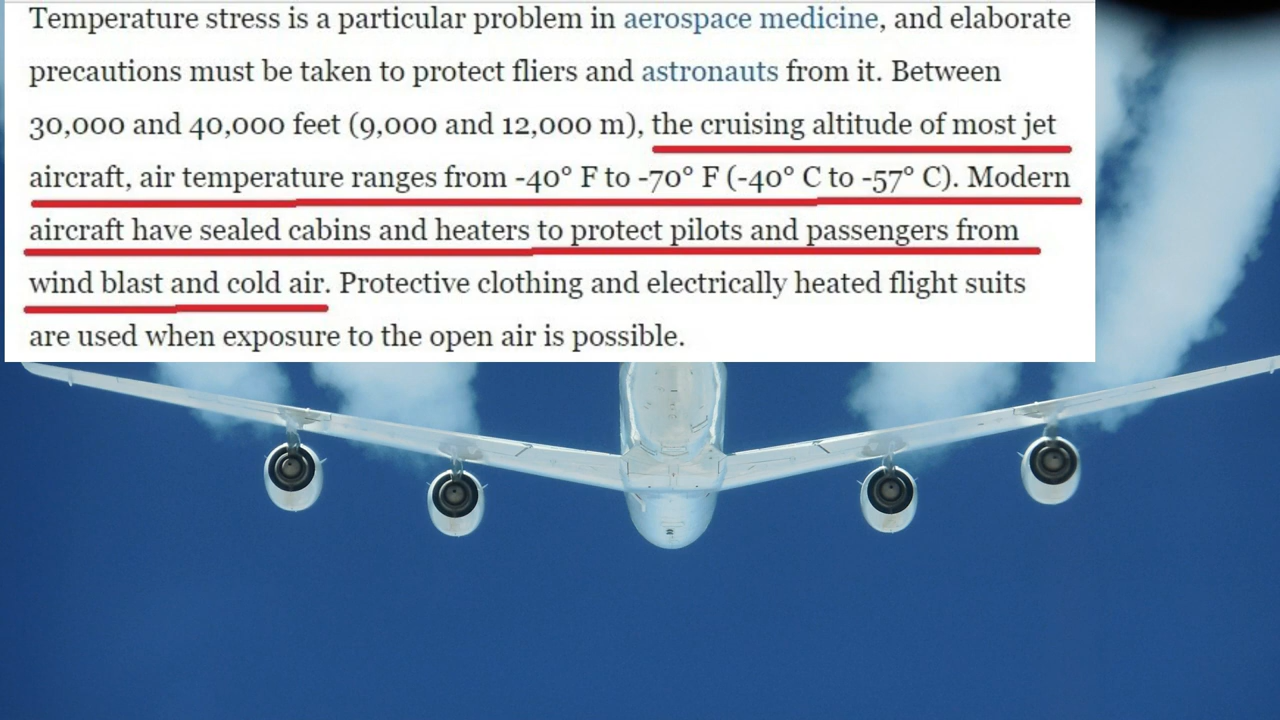 Temperature stress is a particular problem in aerospace medicine, and elaborate
precautions must be taken to protect fliers and astronauts from it. Between
30,000 and 40,000 feet (9,000 and 12,000 m), the cruising altitude of most jet
aircraft, air temperature ranges from -40° F to -70° F (-40° C to -57° C). Modern
aircraft have sealed cabins and heaters to protect pilots and passengers from
wind blast and cold air. Protective clothing and electrically heated flight suits
are used when exposure to the open air is possible.